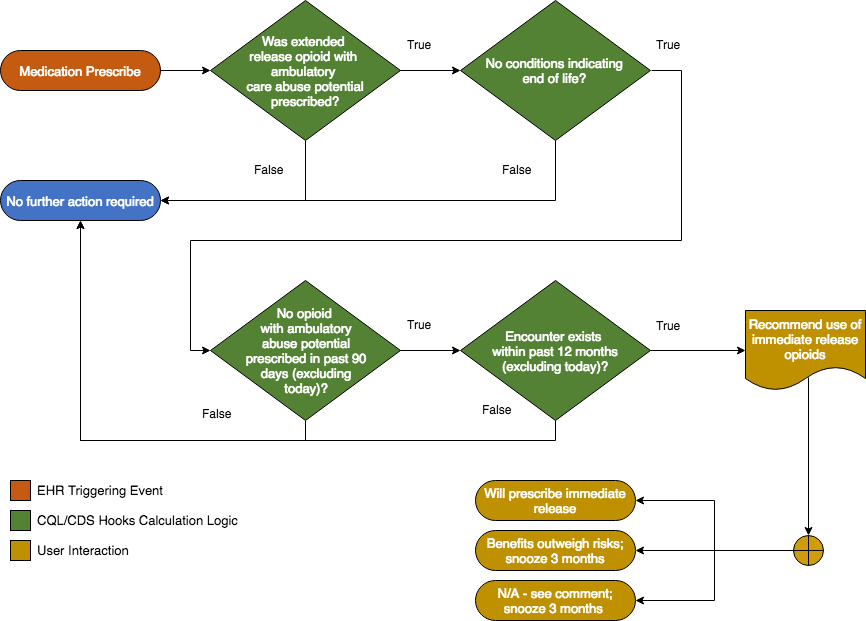 Medication Prescribe
Was extended
release opioid with
ambulatory
care abuse potential
prescribed?
True
No conditions indicating
end of life?
True
False
False
No further action required
No opioid
with ambulatory
abuse potential
prescribed in past 90
days (excluding
today)?
True
Encounter exists
within past 12 months
(excluding today)?
True
Recommend use of
immediate release
opioids
False
False
EHR Triggering Event
CQL/CDS Hooks Calculation Logic
User Interaction
Will prescribe immediate
release
Benefits outweigh risks;
snooze 3 months
N/A - see comment;
snooze 3 months